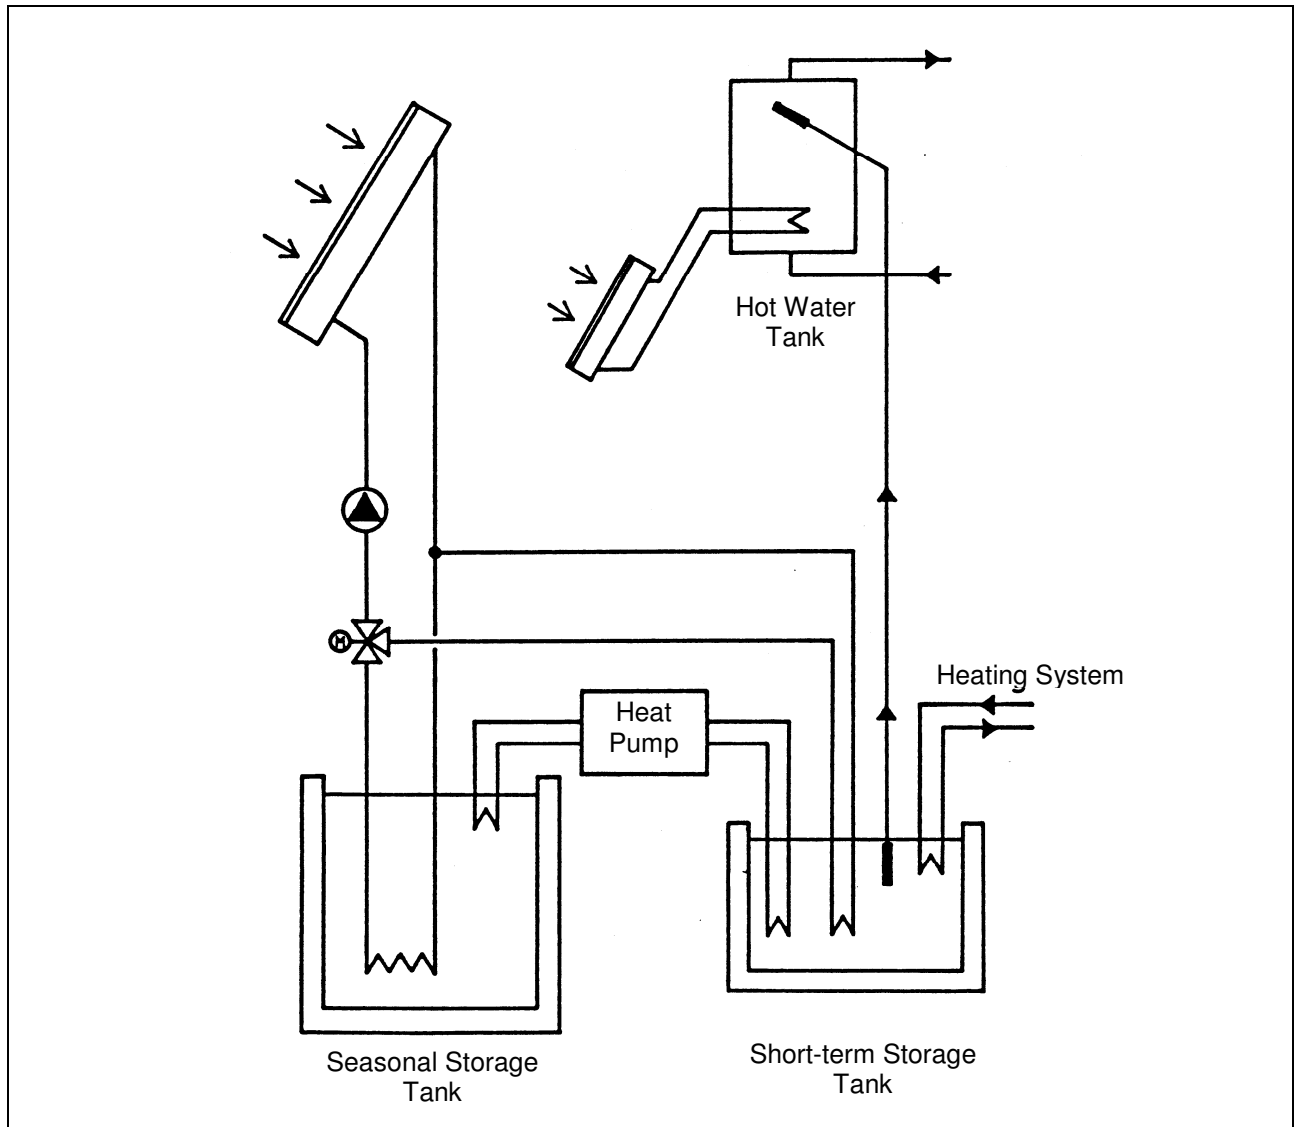 Hot Water
Tank
M
Heating System
Heat
Pump
Seasonal Storage
Tank
Short-term Storage
Tank